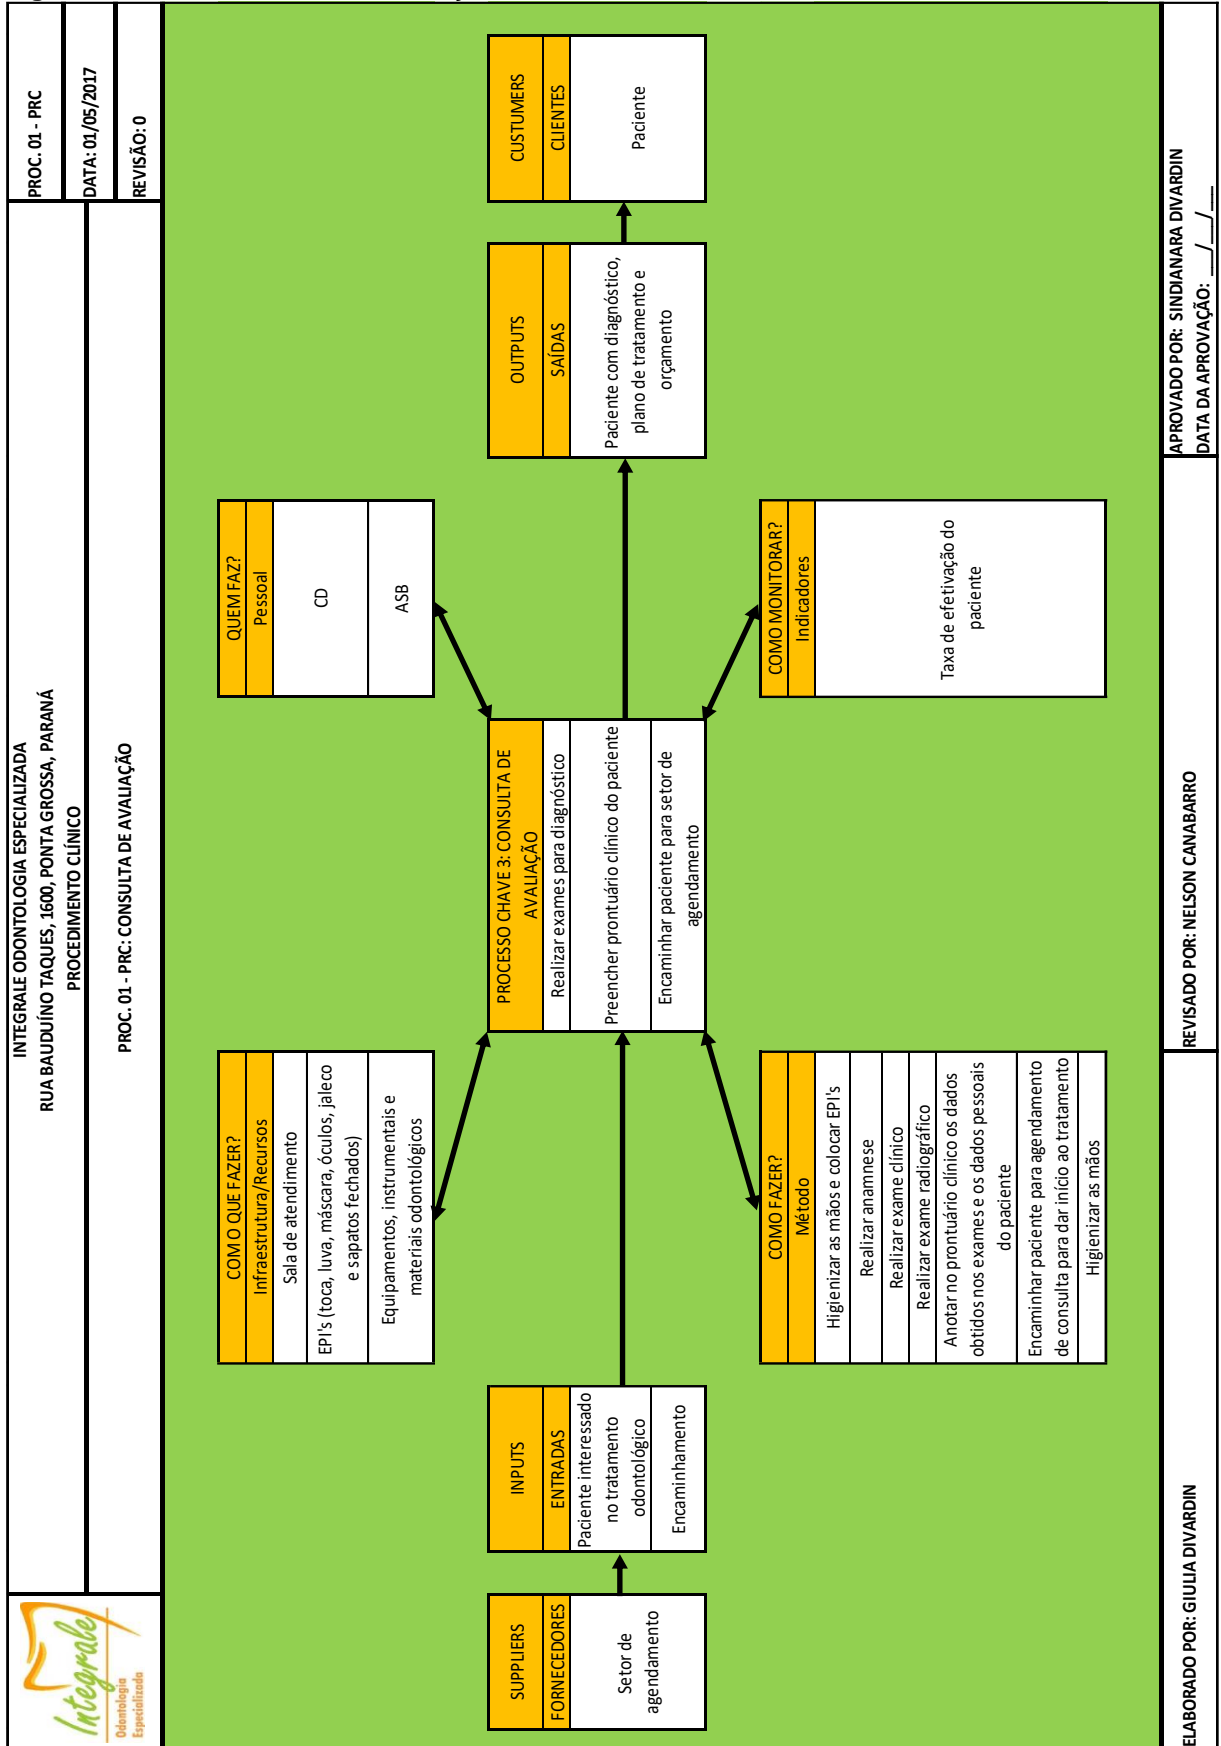 Integrale
Odontologia
Especializada
INTEGRALE ODONTOLOGIA ESPECIALIZADA
RUA BAUDUÍNO TAQUES, 1600, PONTA GROSSA, PARANÁ
PROCEDIMENTO CLÍNICO
PROC. 01 - PRC: CONSULTA DE AVALIAÇÃO
PROC. 01 - PRC
DATA: 01/05/2017
REVISÃO: 0
SUPPLIERS
FORNECEDORES
Setor de
agendamento
INPUTS
ENTRADAS
Paciente interessado
no tratamento
odontológico
Encaminhamento
COM O QUE FAZER?
Infraestrutura/Recursos
Sala de atendimento
EPI's (toca, luva, máscara, óculos, jaleco
e sapatos fechados)
Equipamentos, instrumentais e
materiais odontológicos
QUEM FAZ?
Pessoal
CD
ASB
PROCESSO CHAVE 3: CONSULTA DE
AVALIAÇÃO
Realizar exames para diagnóstico
Preencher prontuário clínico do paciente
Encaminhar paciente para setor de
agendamento
COMO FAZER?
Método
Higienizar as mãos e colocar EPI's
Realizar anamnese
Realizar exame clínico
Realizar exame radiográfico
Anotar no prontuário clínico os dados
obtidos nos exames e os dados pessoais
do paciente
Encaminhar paciente para agendamento
de consulta para dar início ao tratamento
Higienizar as mãos
COMO MONITORAR?
Indicadores
Taxa de efetivação do
paciente
OUTPUTS
SAÍDAS
Paciente com diagnóstico,
plano de tratamento e
orçamento
CUSTUMERS
CLIENTES
Paciente
ELABORADO POR: GIULIA DIVARDIN
REVISADO POR: NELSON CANABARRO
APROVADO POR: SINDIANARA DIVARDIN
DATA DA APROVAÇÃO: ___/___/___